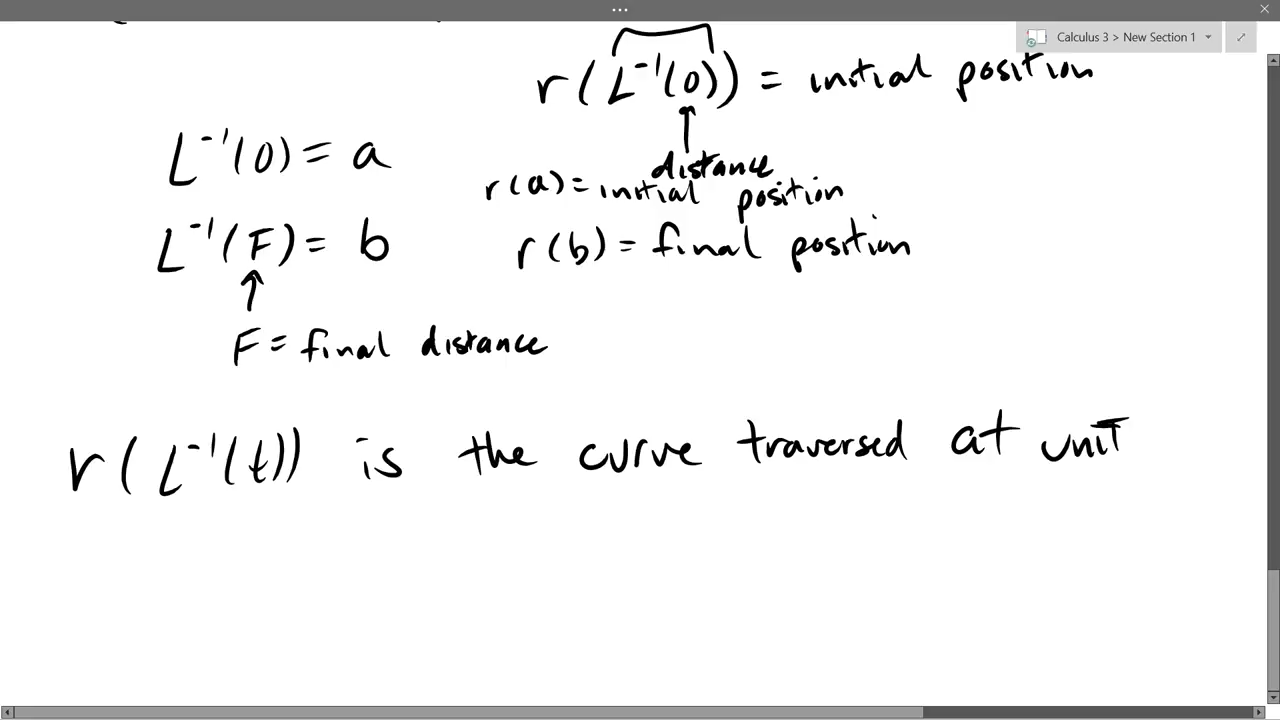 Calculus 3 > New Section 1
r(L⁻¹(0)) = initial position
distance
L⁻¹(0) = a
r(a) = initial position
L⁻¹(F) = b
r(b) = final position
F = final distance
r(L⁻¹(t)) is the curve traversed at unit